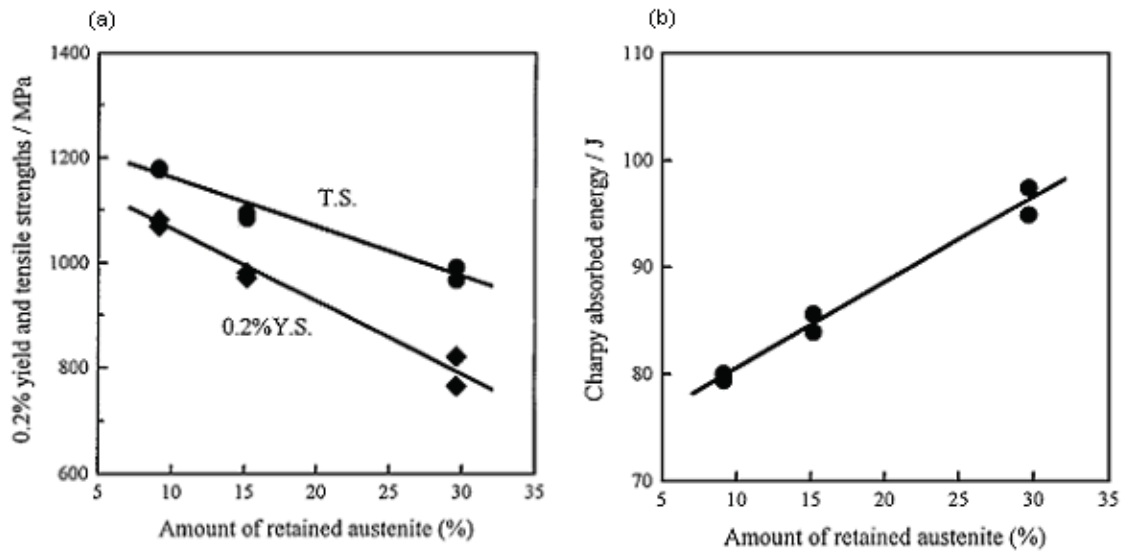 (a)
0.2% yield and tensile strengths / MPa
1400
1200
1000
800
600
T.S.
0.2%Y.S.
5 10 15 20 25 30 35
Amount of retained austenite (%)
(b)
Charpy absorbed energy / J
110
100
90
80
70
5 10 15 20 25 30 35
Amount of retained austenite (%)